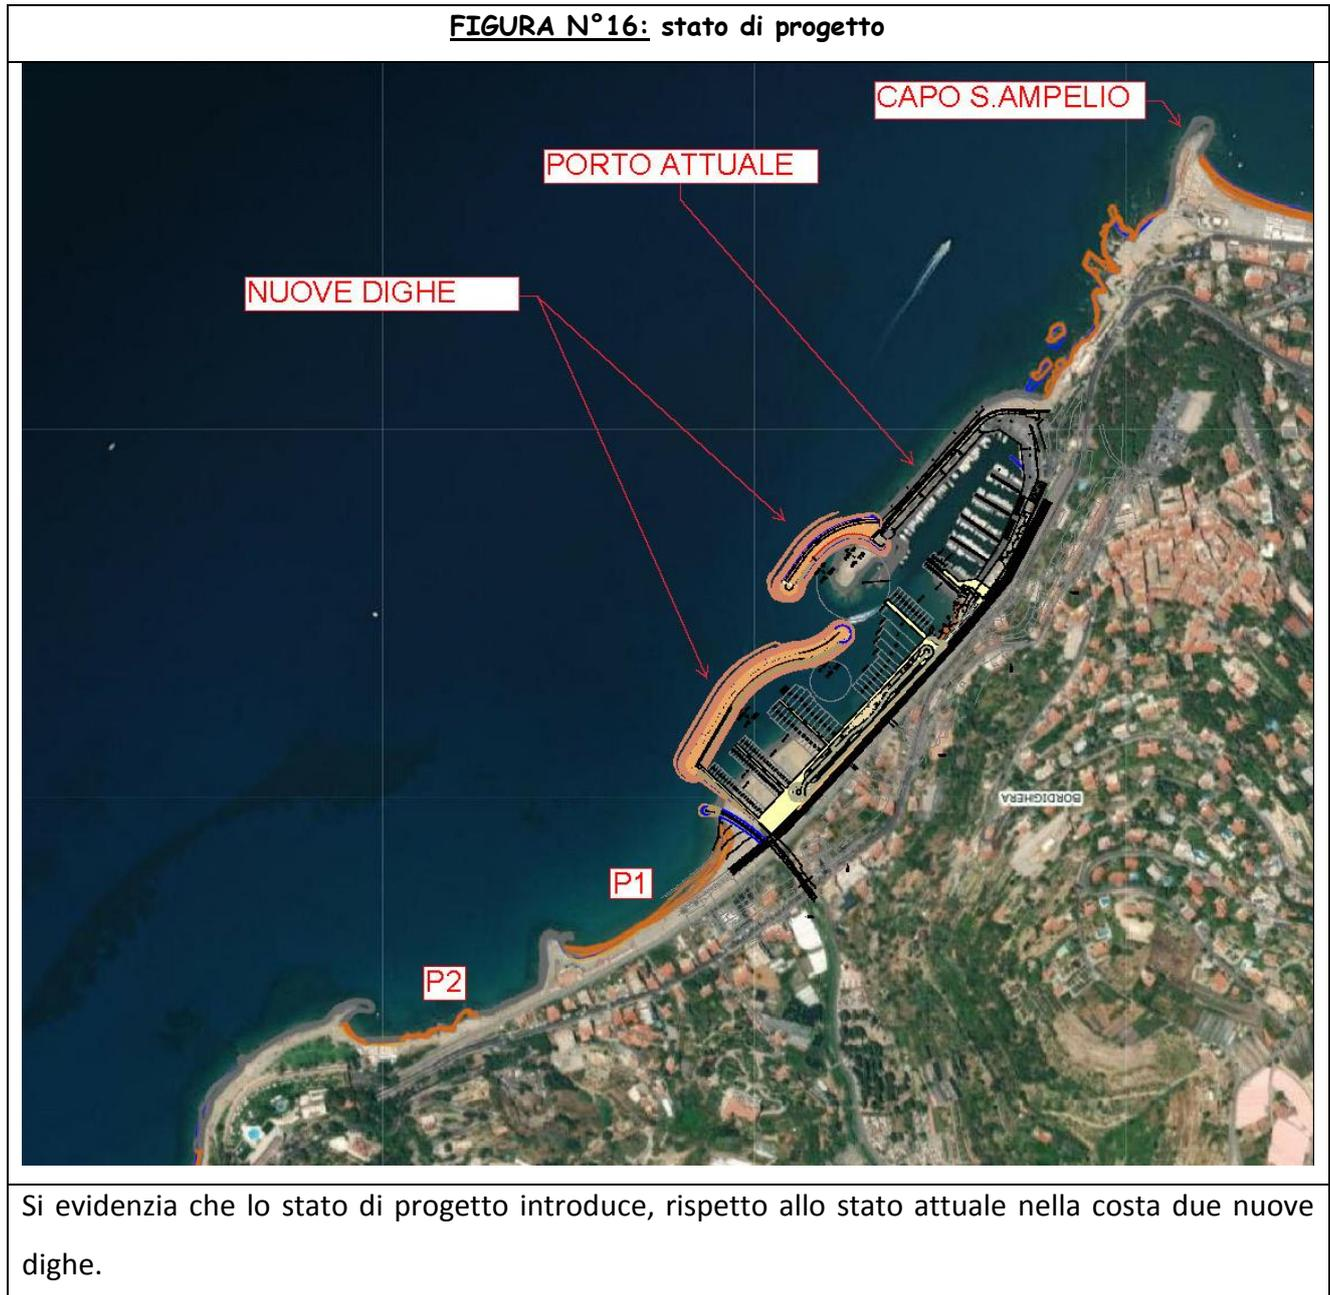 FIGURA N°16: stato di progetto
CAPO S.AMPELIO
PORTO ATTUALE
NUOVE DIGHE
BORDIGHERA
P1
P2
Si evidenzia che lo stato di progetto introduce, rispetto allo stato attuale nella costa due nuove
dighe.